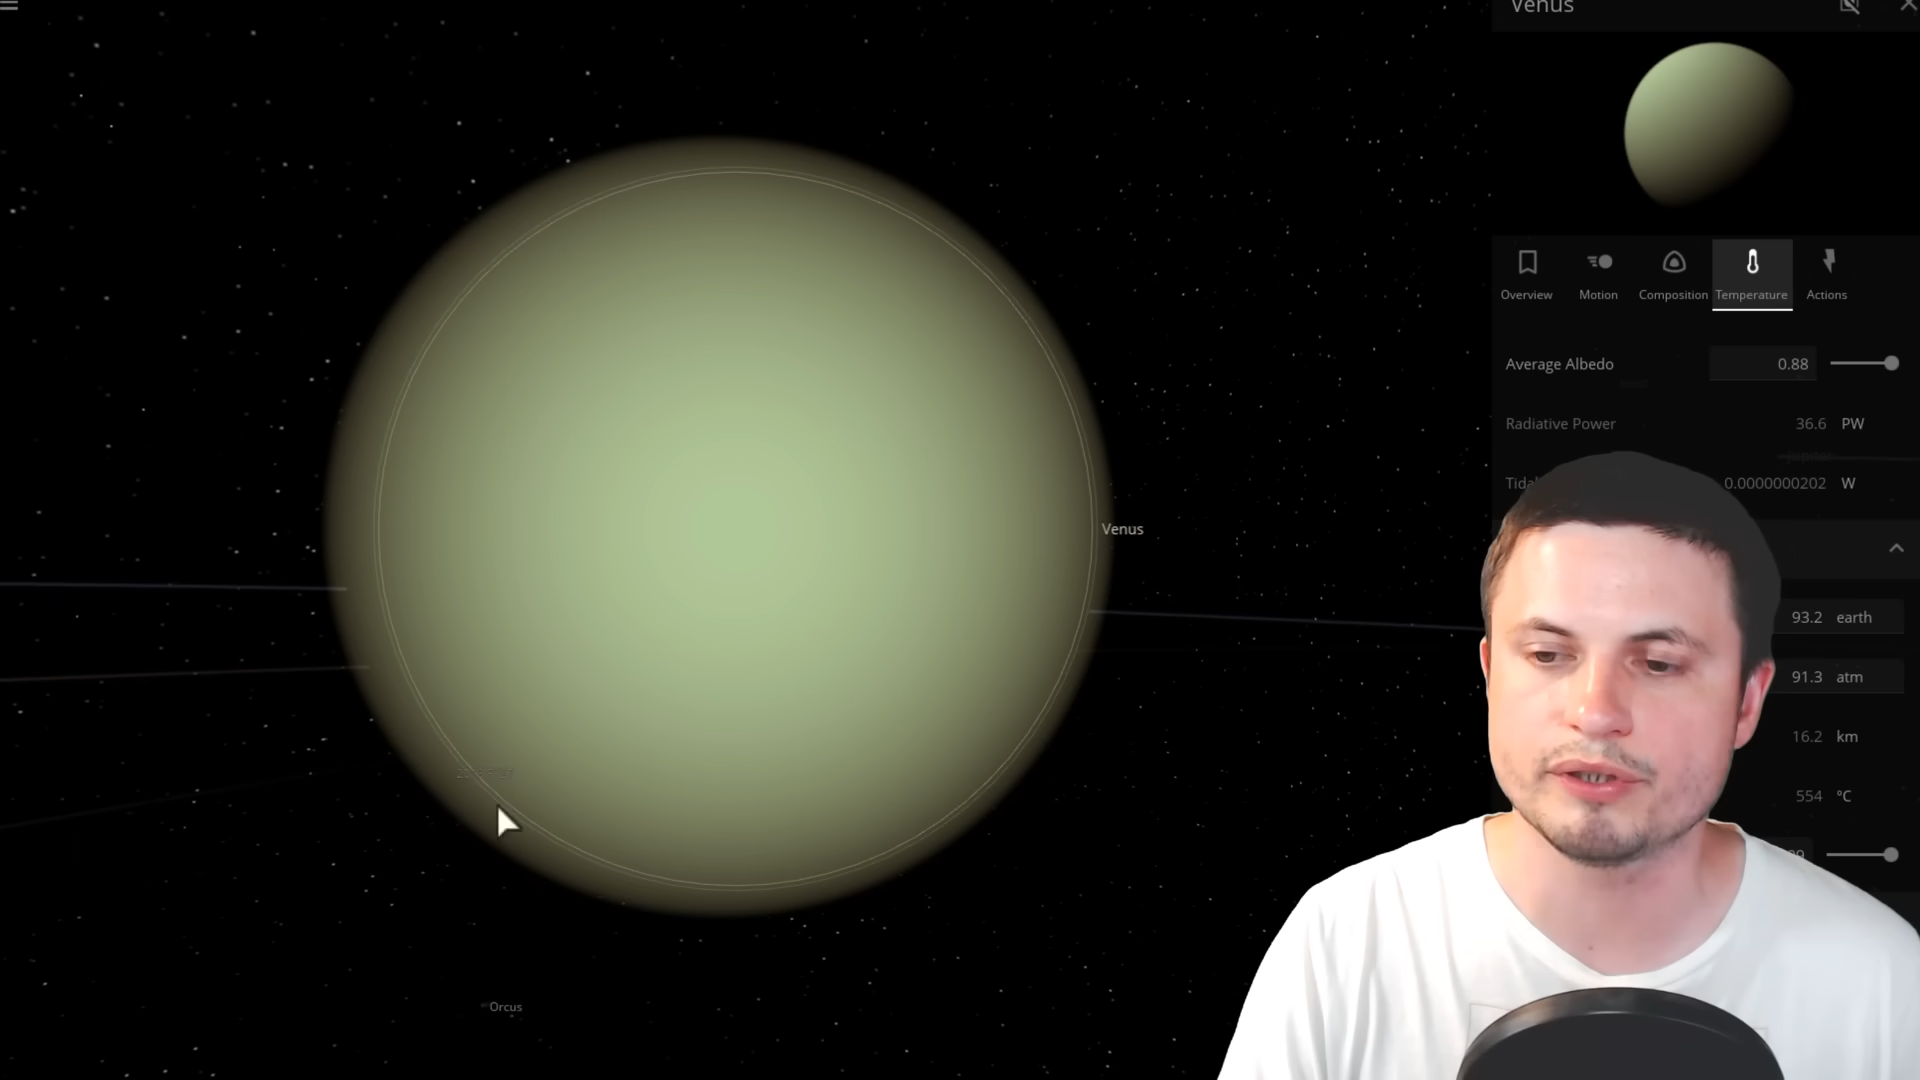 Venus
Overview Motion Composition Temperature Actions
Average Albedo 0.88
Radiative Power 36.6 PW
0.0000000202 W
Venus
93.2 earth
91.3 atm
16.2 km
554 °C
Orcus